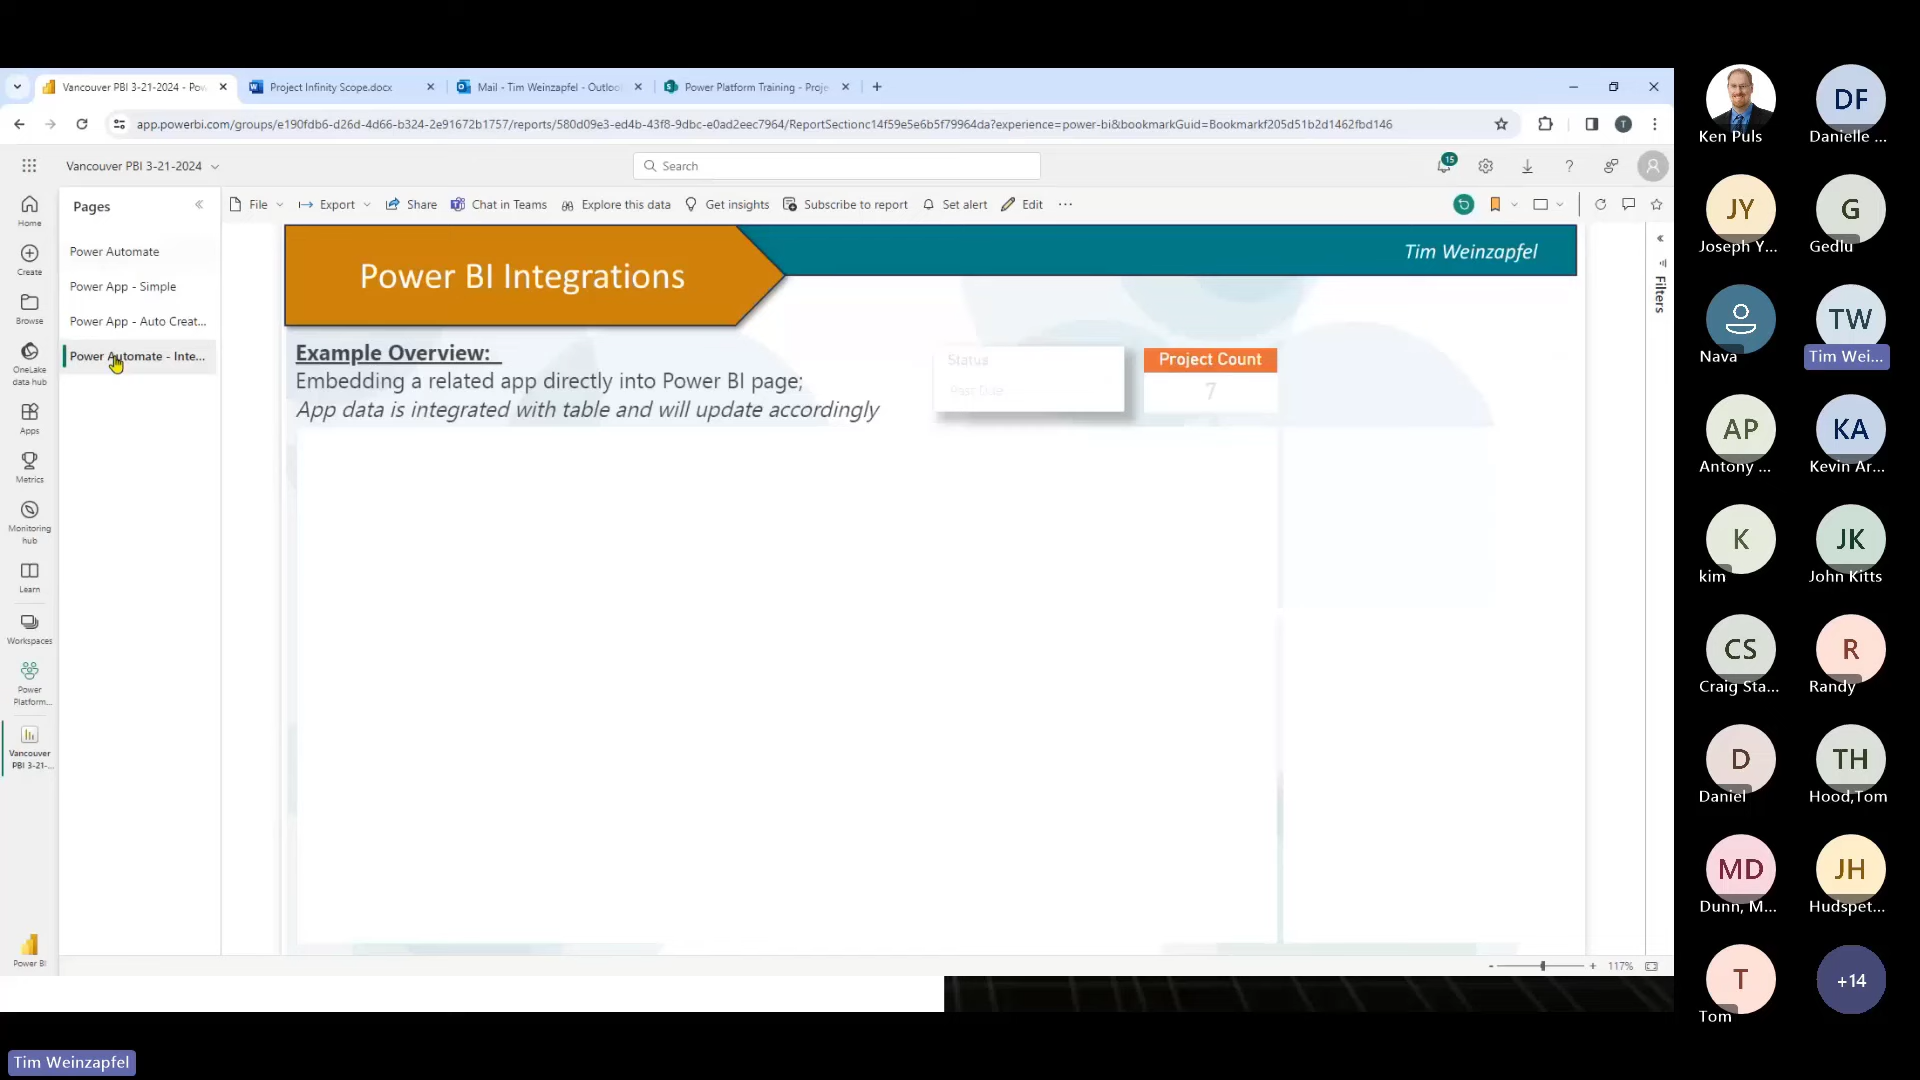 Vancouver PBI 3-21-2024 - Pow
Project Infinity Scope.docx
Mail - Tim Weinzapfel - Outloo
Power Platform Training - Proje
app.powerbi.com/groups/e190fdb6-d26d-4d66-b324-2e91672b1757/reports/580d09e3-ed4b-43f8-9dbc-e0ad2eec7964/ReportSectionc14f59e5e6b5f79964da?experience=power-bi&bookmarkGuid=Bookmarkf205d51b2d1462fbd146
T
Vancouver PBI 3-21-2024
Search
15
Home
Create
Browse
OneLake
data hub
Apps
Metrics
Monitoring
hub
Learn
Workspaces
Power
Platform...
Vancouver
PBI 3-21-...
Power BI
Pages
Power Automate
Power App - Simple
Power App - Auto Creat...
Power Automate - Inte...
File
Export
Share
Chat in Teams
Explore this data
Get insights
Subscribe to report
Set alert
Edit
Power BI Integrations
Tim Weinzapfel
Example Overview:
Embedding a related app directly into Power BI page;
App data is integrated with table and will update accordingly
Status
Past Due
Project Count
7
Filters
117%
Ken Puls
DF
Danielle ...
JY
Joseph Y...
G
Gedlu
Nava
TW
Tim Wei...
AP
Antony ...
KA
Kevin Ar...
K
kim
JK
John Kitts
CS
Craig Sta...
R
Randy
D
Daniel
TH
Hood,Tom
MD
Dunn, M...
JH
Hudspet...
T
Tom
+14
Tim Weinzapfel